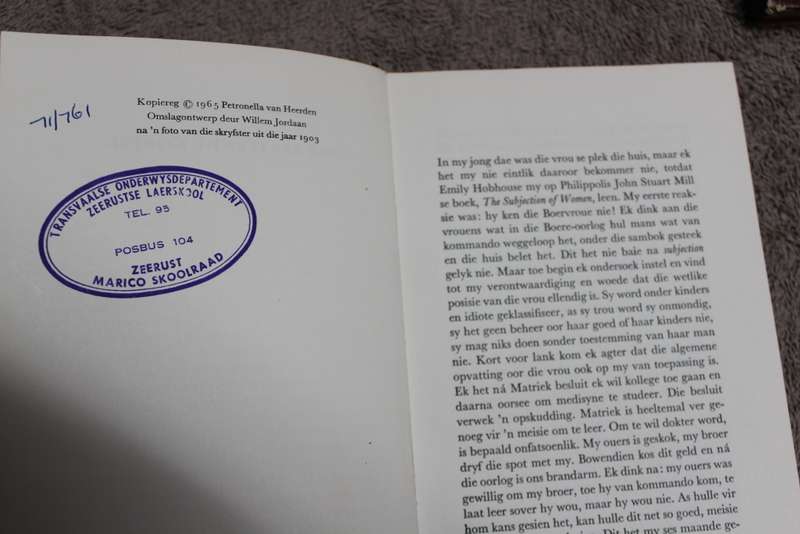 71/761
Kopiereg © 1965 Petronella van Heerden
Omslagontwerp deur Willem Jordaan
na 'n foto van die skryfster uit die jaar 1903
TRANSVAALSE ONDERWYSDEPARTEMENT
ZEERUSTSE LAERSKOOL
TEL. 95
POSBUS 104
ZEERUST
MARICO SKOOLRAAD
In my jong dae was die vrou se plek die huis, maar ek
het my nie eintlik daaroor bekommer nie, totdat
Emily Hobhouse my op Philippolis John Stuart Mill
se boek, The Subjection of Women, leen. My eerste reak-
sie was: hy ken die Boervroue nie! Ek dink aan die
vrouens wat in die Boere-oorlog hul mans wat van
kommando weggeloop het, onder die sambok gesteek
en die huis belet het. Dit het nie baie na subjection
gelyk nie. Maar toe begin ek ondersoek instel en vind
tot my verontwaardiging en woede dat die wetlike
posisie van die vrou ellendig is. Sy word onder kinders
en idiote geklassifiseer, as sy trou word sy onmondig,
sy het geen beheer oor haar goed of haar kinders nie,
sy mag niks doen sonder toestemming van haar man
nie. Kort voor lank kom ek agter dat die algemene
opvatting oor die vrou ook op my van toepassing is.
Ek het ná Matriek besluit ek wil kollege toe gaan en
daarna oorsee om medisyne te studeer. Die besluit
verwek 'n opskudding. Matriek is heeltemal ver ge-
noeg vir 'n meisie om te leer. Om te wil dokter word,
is bepaald onfatsoenlik. My ouers is geskok, my broer
dryf die spot met my. Bowendien kos dit geld en ná
die oorlog is ons brandarm. Ek dink na: my ouers was
gewillig om my broer, toe hy van kommando kom, te
laat leer sover hy wou, maar hy wou nie. As hulle vir
hom kans gesien het, kan hulle dit net so goed, meisie
Dit het my ses maande ge-